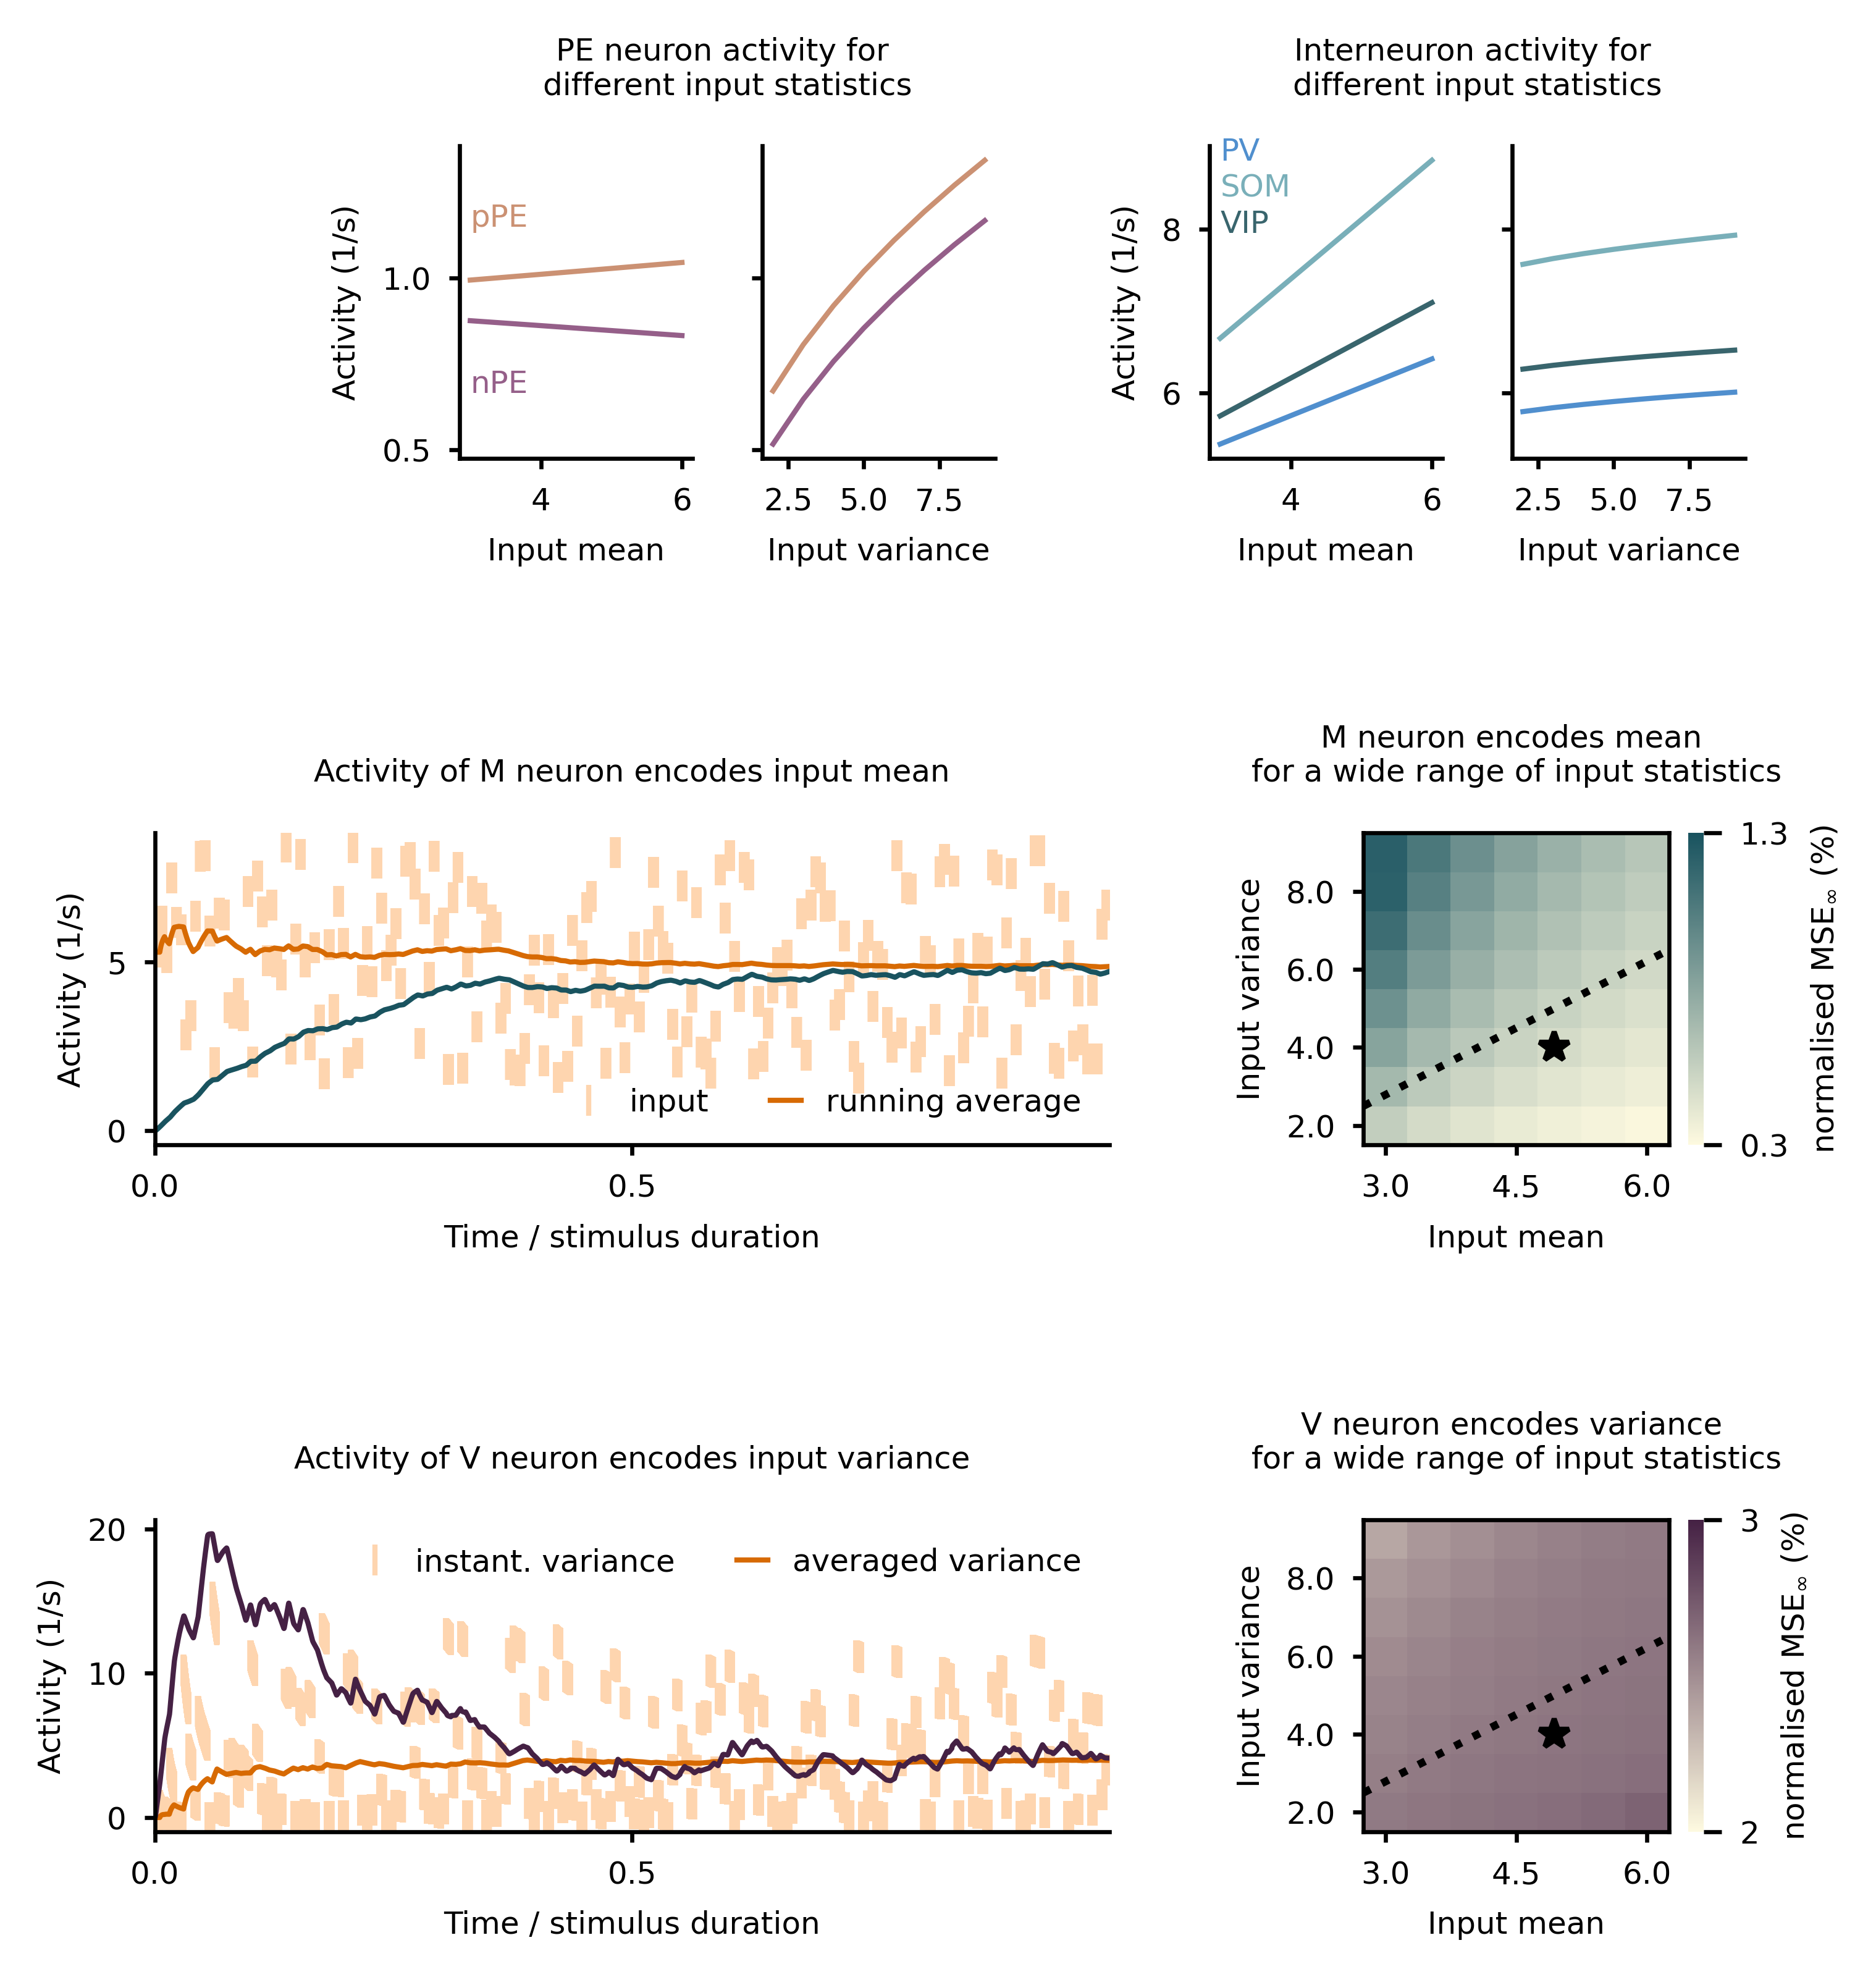 PE neuron activity for
different input statistics
Interneuron activity for
different input statistics
Activity (1/s)
1.0
0.5
pPE
nPE
4
6
Input mean
2.5
5.0
7.5
Input variance
Activity (1/s)
8
6
PV
SOM
VIP
4
6
Input mean
2.5
5.0
7.5
Input variance
Activity of M neuron encodes input mean
Activity (1/s)
5
0
input
running average
0.0
0.5
Time / stimulus duration
M neuron encodes mean
for a wide range of input statistics
Input variance
8.0
6.0
4.0
2.0
3.0
4.5
6.0
Input mean
1.3
0.3
normalised MSE∞ (%)
Activity of V neuron encodes input variance
Activity (1/s)
20
10
0
instant. variance
averaged variance
0.0
0.5
Time / stimulus duration
V neuron encodes variance
for a wide range of input statistics
Input variance
8.0
6.0
4.0
2.0
3.0
4.5
6.0
Input mean
3
2
normalised MSE∞ (%)